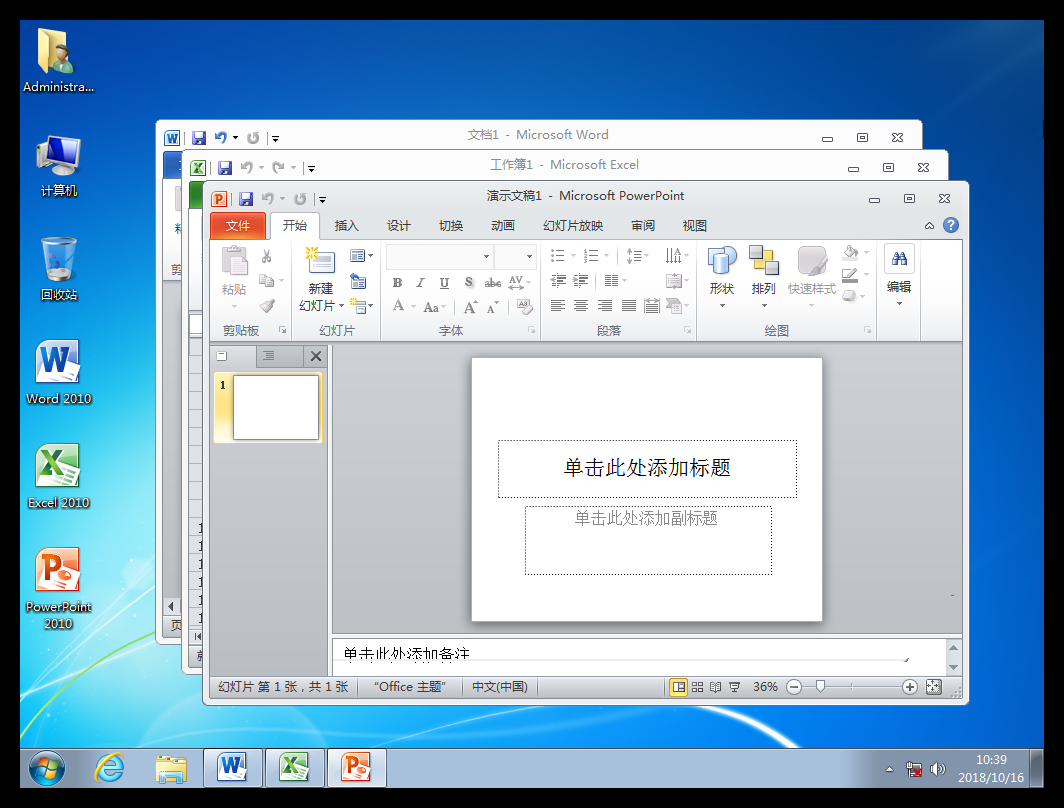 Administra...
计算机
回收站
Word 2010
Excel 2010
PowerPoint
2010
文档1 - Microsoft Word
工作簿1 - Microsoft Excel
演示文稿1 - Microsoft PowerPoint
文件 开始 插入 设计 切换 动画 幻灯片放映 审阅 视图
粘贴
新建
幻灯片
B I U S abc AV
A Aa A A
形状 排列 快速样式
编辑
剪贴板 幻灯片 字体 段落 绘图
1
单击此处添加标题
单击此处添加副标题
单击此处添加备注
页
幻灯片 第 1 张，共 1 张 "Office 主题" 中文(中国) 36%
10:39
2018/10/16